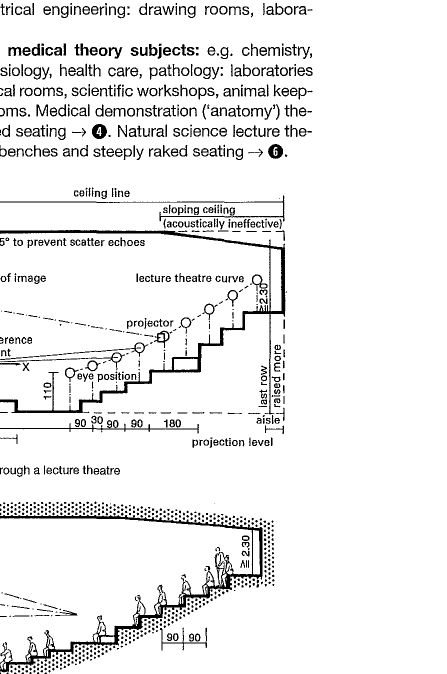 trical engineering: drawing rooms, labora-
medical theory subjects: e.g. chemistry,
siology, health care, pathology: laboratories
cal rooms, scientific workshops, animal keep-
oms. Medical demonstration (‘anatomy’) the-
d seating → 4. Natural science lecture the-
benches and steeply raked seating → 6.
ceiling line
sloping ceiling
(acoustically ineffective)
5° to prevent scatter echoes
of image
lecture theatre curve
≥2.30
projector
erence
nt
X
eye position
110
last row
raised more
aisle
90 30 90 90 180
projection level
rough a lecture theatre
≥2.30
90 90